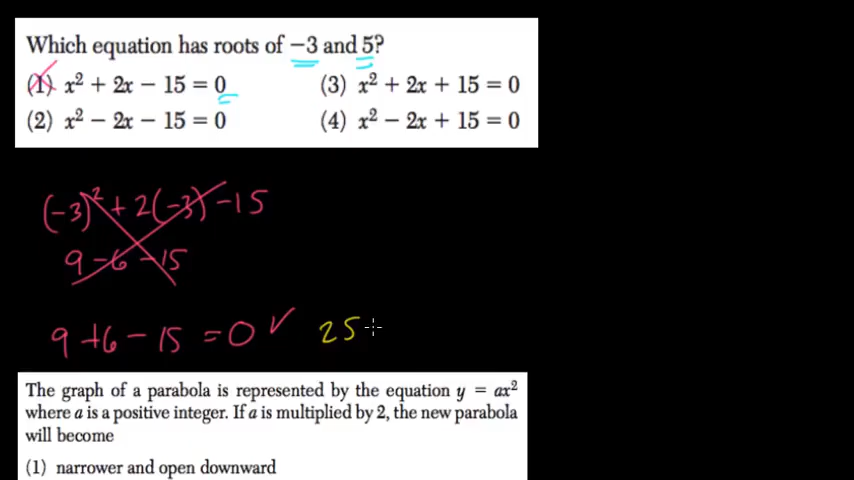 Which equation has roots of −3 and 5?
(1) x² + 2x − 15 = 0 (3) x² + 2x + 15 = 0
(2) x² − 2x − 15 = 0 (4) x² − 2x + 15 = 0
(-3)² + 2(-3) -15
9 -6 -15
9 +6 - 15 = 0 ✓ 25
The graph of a parabola is represented by the equation y = ax²
where a is a positive integer. If a is multiplied by 2, the new parabola
will become
(1) narrower and open downward